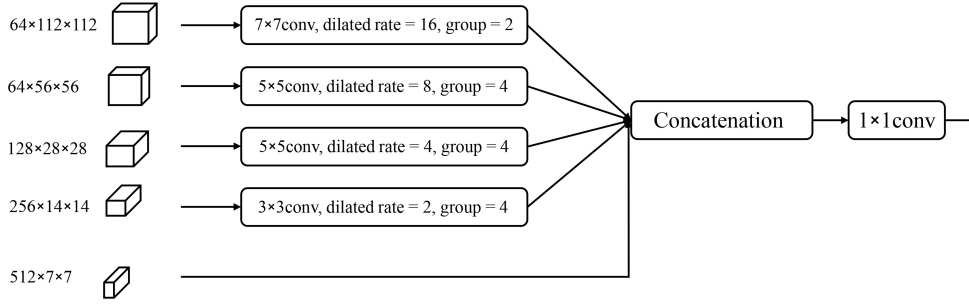 64×112×112
7×7conv, dilated rate = 16, group = 2
64×56×56
5×5conv, dilated rate = 8, group = 4
Concatenation
1×1conv
128×28×28
5×5conv, dilated rate = 4, group = 4
256×14×14
3×3conv, dilated rate = 2, group = 4
512×7×7